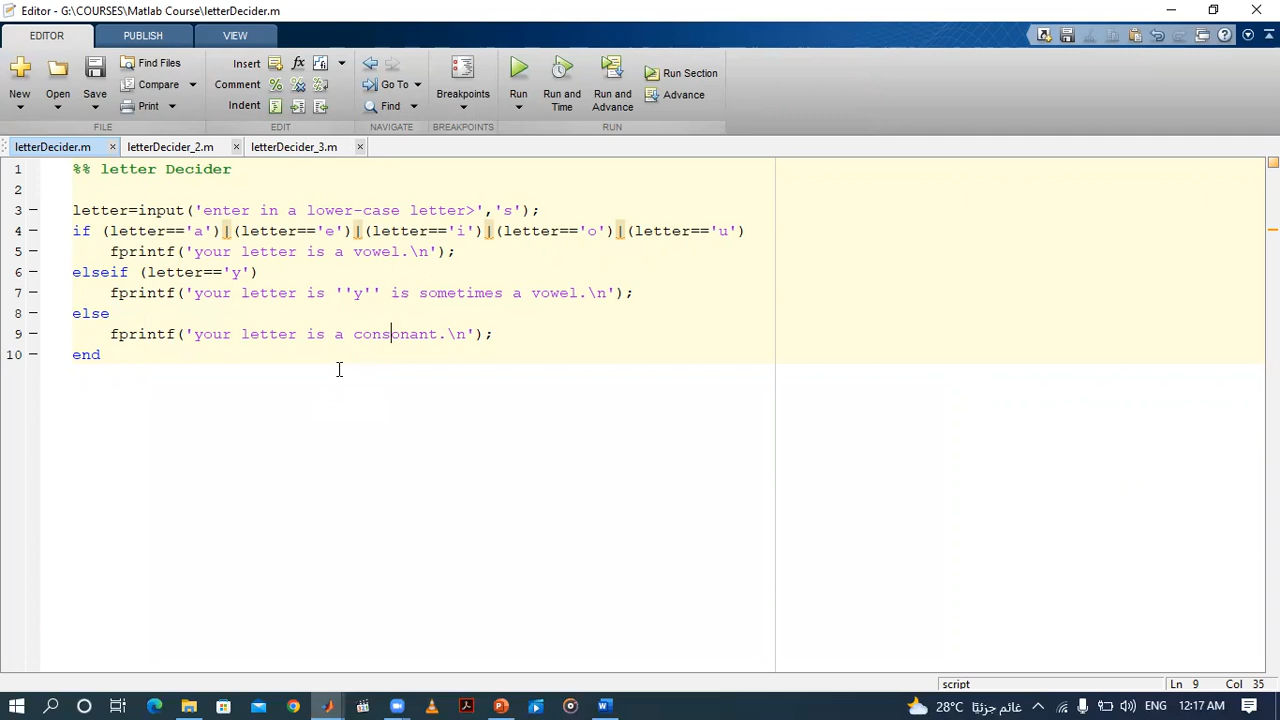 Editor - G:\COURSES\Matlab Course\letterDecider.m
EDITOR PUBLISH VIEW
New Open Save Find Files Compare Print
Insert Comment Indent
Go To Find
Breakpoints
Run Run and Time Run and Advance Run Section Advance
FILE EDIT NAVIGATE BREAKPOINTS RUN
letterDecider.m letterDecider_2.m letterDecider_3.m
1 %% letter Decider
2
3 letter=input('enter in a lower-case letter>','s');
4 if (letter=='a')|(letter=='e')|(letter=='i')|(letter=='o')|(letter=='u')
5 fprintf('your letter is a vowel.\n');
6 elseif (letter=='y')
7 fprintf('your letter is ''y'' is sometimes a vowel.\n');
8 else
9 fprintf('your letter is a consonant.\n');
10 end
script Ln 9 Col 35
28°C غائم جزئيًا ENG 12:17 AM